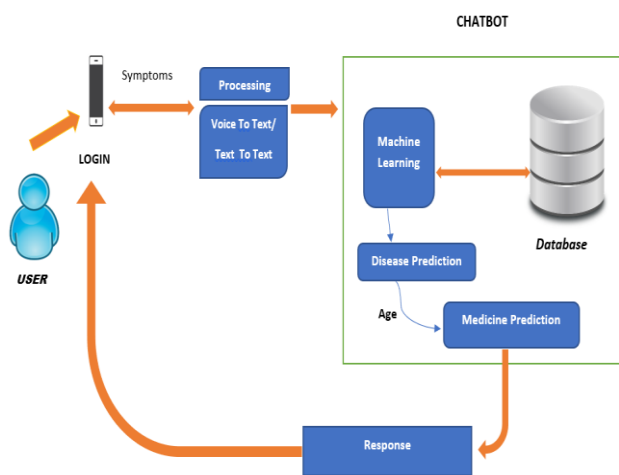 CHATBOT
Symptoms
Processing
Voice To Text/
Text To Text
LOGIN
USER
Machine
Learning
Database
Disease Prediction
Age
Medicine Prediction
Response